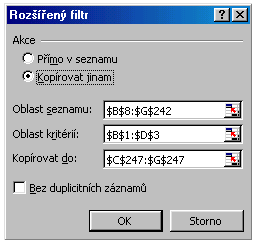 Rozšířený filtr
Akce
Přímo v seznamu
Kopírovat jinam
Oblast seznamu: $B$8:$G$242
Oblast kritérií: $B$1:$D$3
Kopírovat do: $C$247:$G$247
Bez duplicitních záznamů
OK Storno